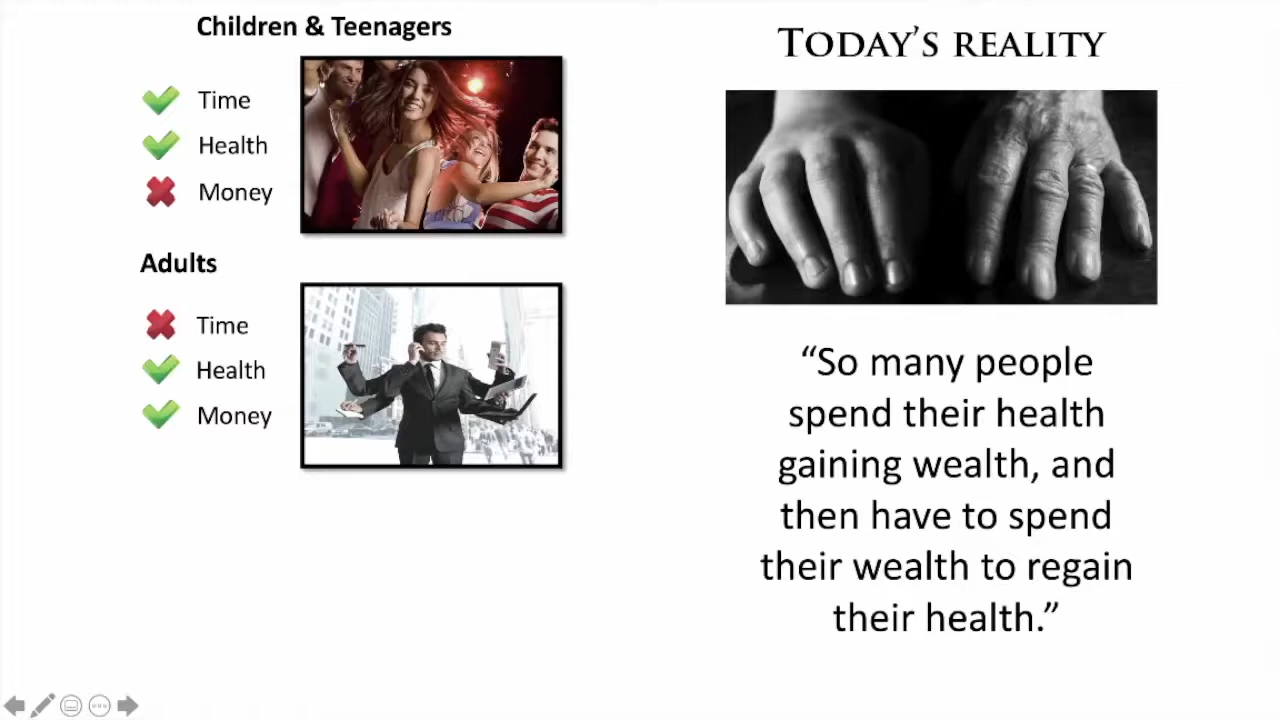 Children & Teenagers
Time
Health
Money
Adults
Time
Health
Money
TODAY’S REALITY
“So many people
spend their health
gaining wealth, and
then have to spend
their wealth to regain
their health.”